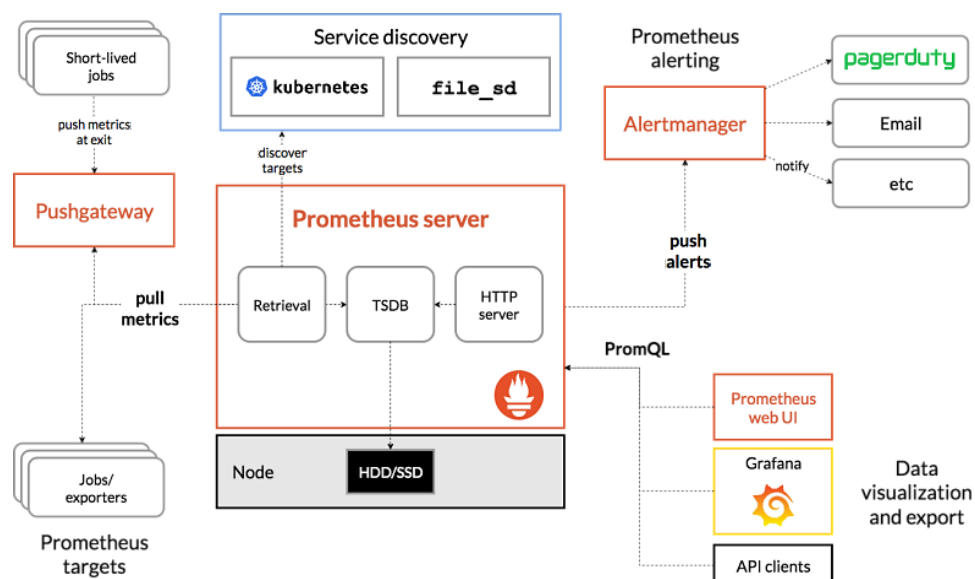 Short-lived
jobs
push metrics
at exit
Pushgateway
pull
metrics
Jobs/
exporters
Prometheus
targets
Service discovery
kubernetes
file_sd
discover
targets
Prometheus server
Retrieval
TSDB
HTTP
server
Node
HDD/SSD
Prometheus
alerting
Alertmanager
pagerduty
Email
etc
notify
push
alerts
PromQL
Prometheus
web UI
Grafana
API clients
Data
visualization
and export